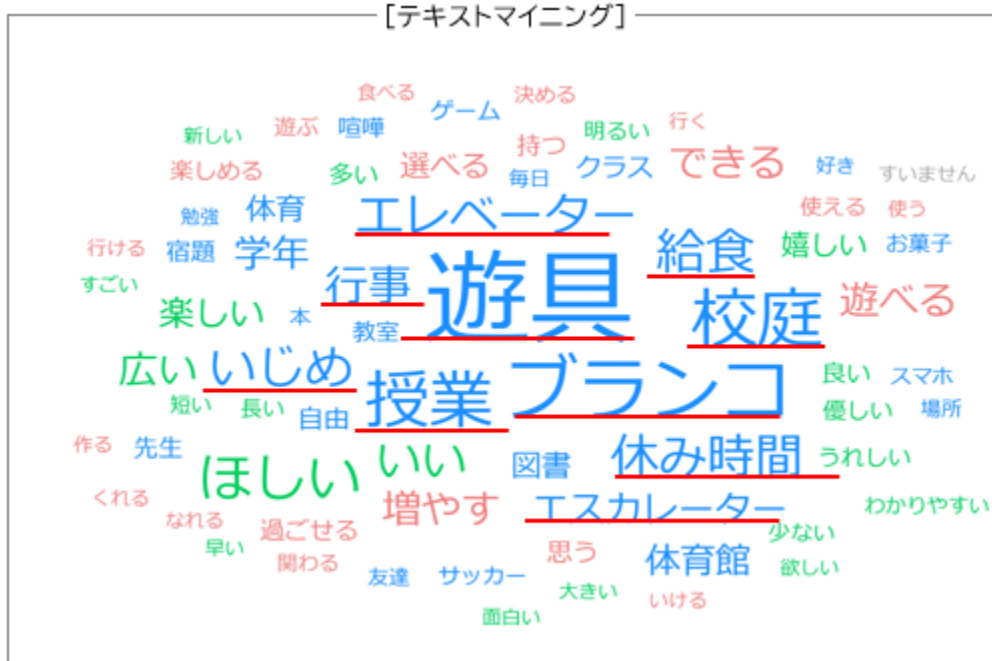 [テキストマイニング]
食べる ゲーム 決める
新しい 遊ぶ 喧嘩 持つ 明るい 行く
楽しめる 多い 選べる 毎日 クラス できる 好き すいません
勉強 体育 エレベーター 使える 使う
行ける 宿題 学年 行事 給食 嬉しい お菓子
すごい 遊具 校庭 遊べる
楽しい 本 教室
広い いじめ 授業 ブランコ 良い スマホ
短い 長い 自由 優しい 場所
作る 先生 ほしい いい 図書 休み時間 うれしい
くれる 増やす エスカレーター わかりやすい
なれる 過ごせる 少ない
早い 関わる 思う 体育館 欲しい
友達 サッカー 大きい いける
面白い